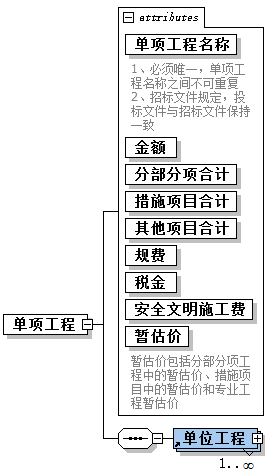 attributes
单项工程名称
1、必须唯一，单项
工程名称之间不可重复
2、招标文件规定，投
标文件与招标文件保持
一致
金额
分部分项合计
措施项目合计
其他项目合计
规费
税金
安全文明施工费
暂估价
暂估价包括分部分项工
程中的暂估价、措施项
目中的暂估价和专业工
程暂估价
单项工程
单位工程
1..∞